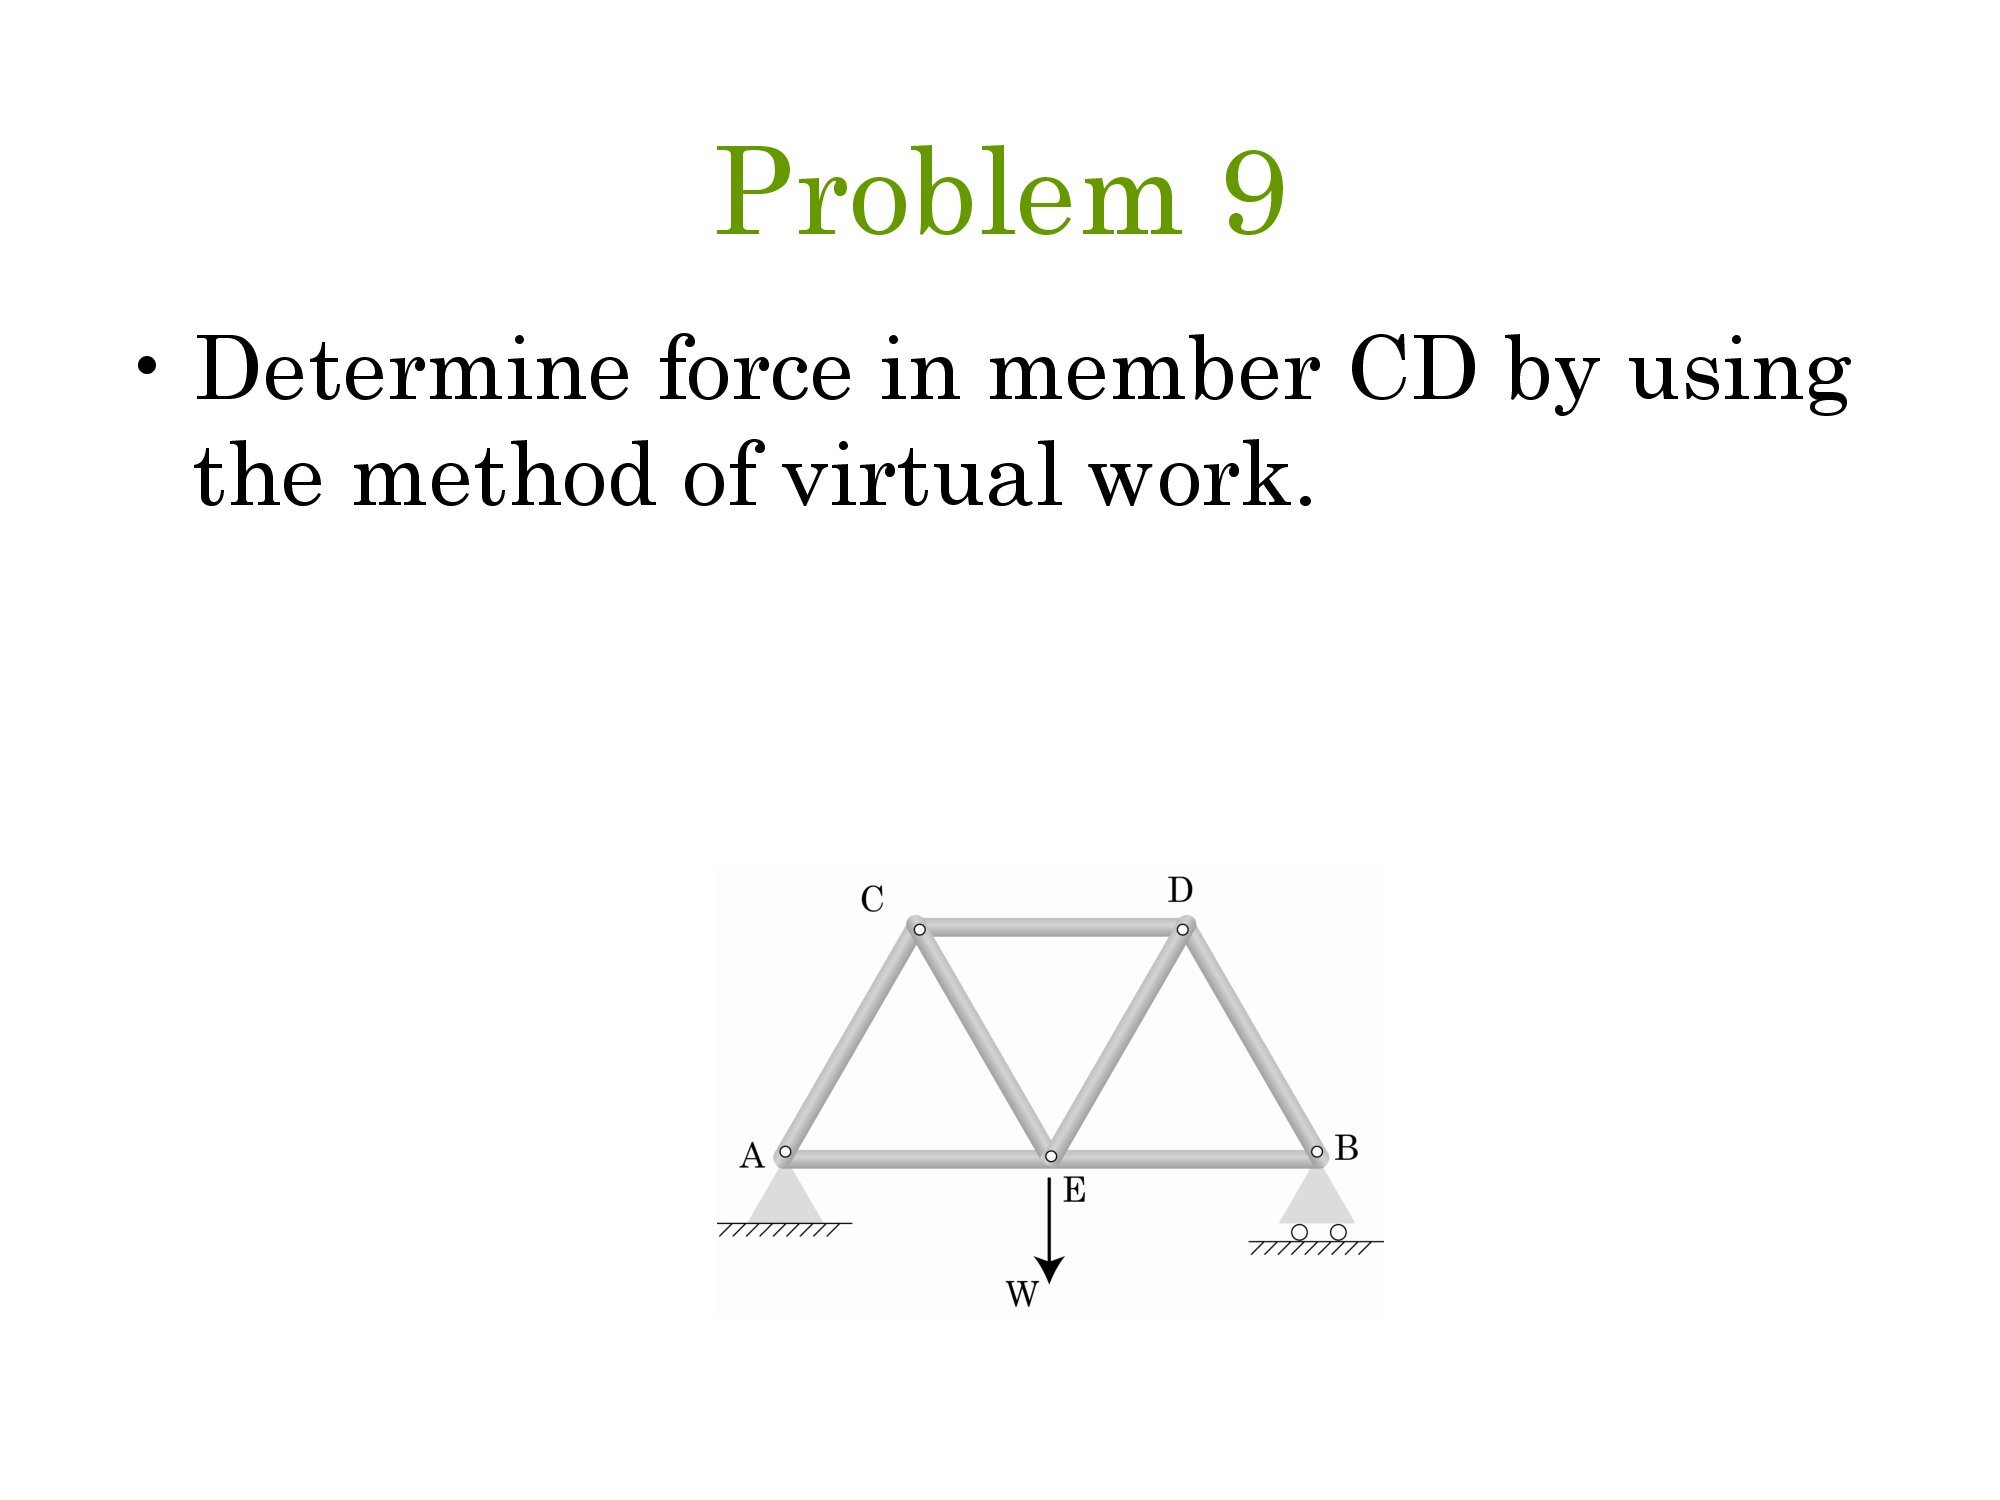 Problem 9
• Determine force in member CD by using
the method of virtual work.
C
D
A
B
E
W